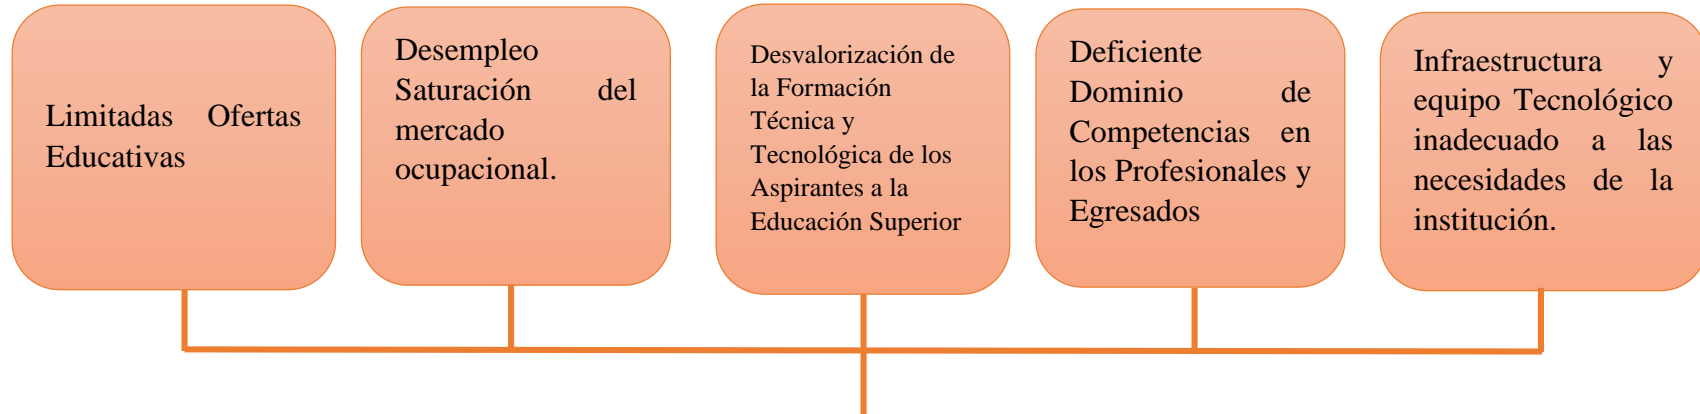 Limitadas Ofertas
Educativas
Desempleo
Saturación del
mercado
ocupacional.
Desvalorización de
la Formación
Técnica y
Tecnológica de los
Aspirantes a la
Educación Superior
Deficiente
Dominio de
Competencias en
los Profesionales y
Egresados
Infraestructura y
equipo Tecnológico
inadecuado a las
necesidades de la
institución.